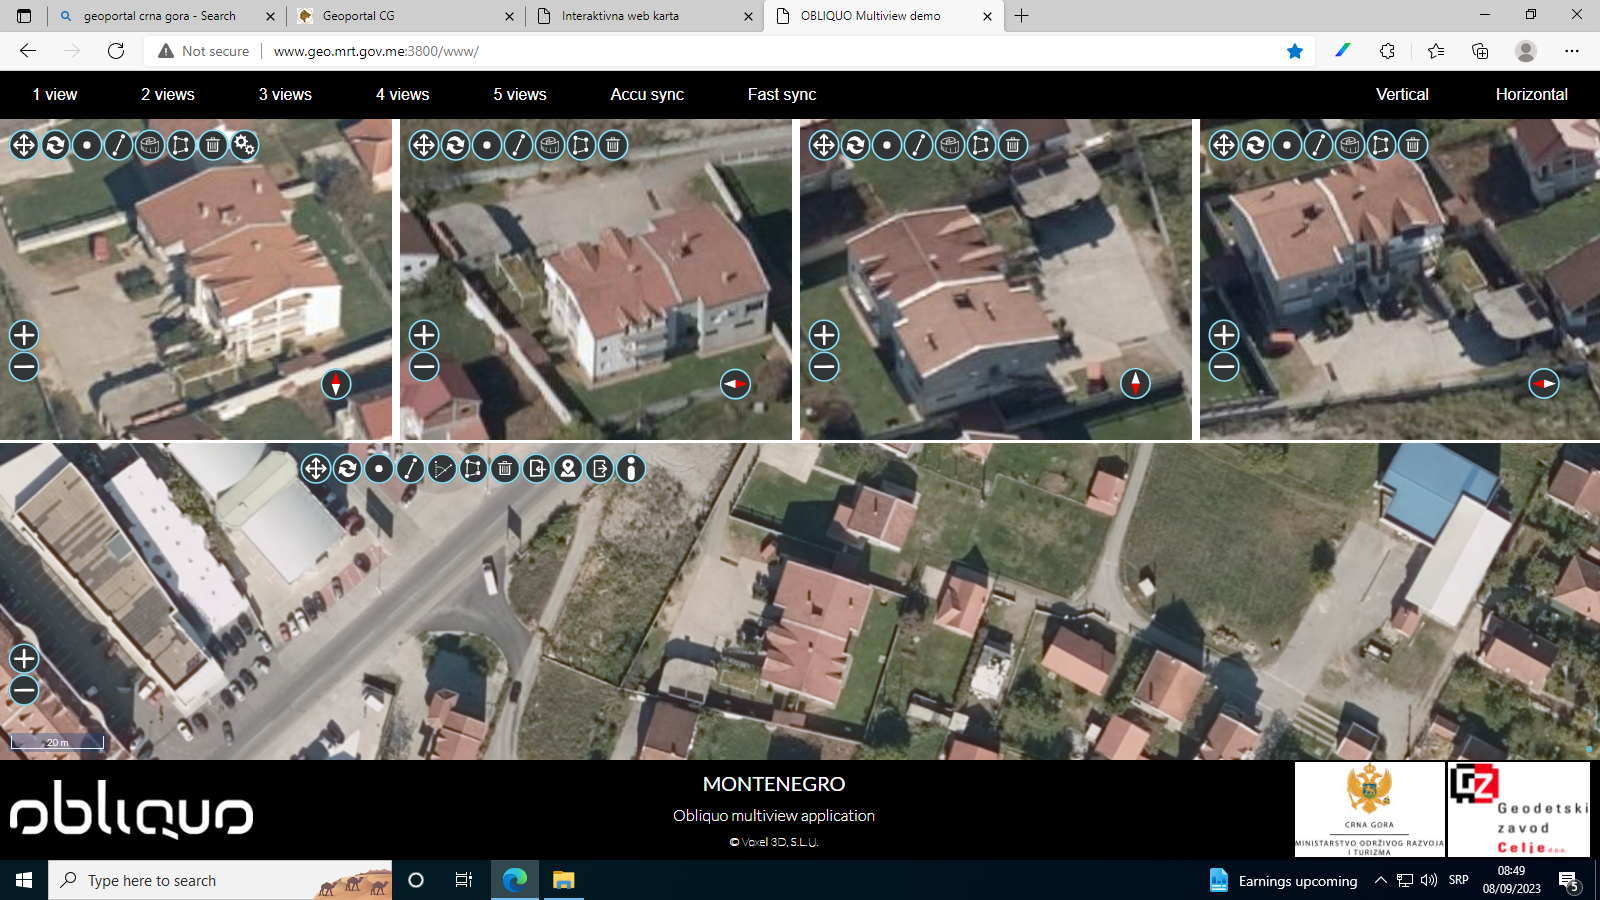 geoportal crna gora - Search
Geoportal CG
Interaktivna web karta
OBLIQUO Multiview demo
Not secure
www.geo.mrt.gov.me:3800/www/
1 view
2 views
3 views
4 views
5 views
Accu sync
Fast sync
Vertical
Horizontal
20 m
obliquo
MONTENEGRO
Obliquo multiview application
© Voxel 3D, S.L.U.
CRNA GORA
MINISTARSTVO ODRŽIVOG RAZVOJA
I TURIZMA
GZ
Geodetski
zavod
Celje d.o.o.
Type here to search
Earnings upcoming
SRP
08:49
08/09/2023
5